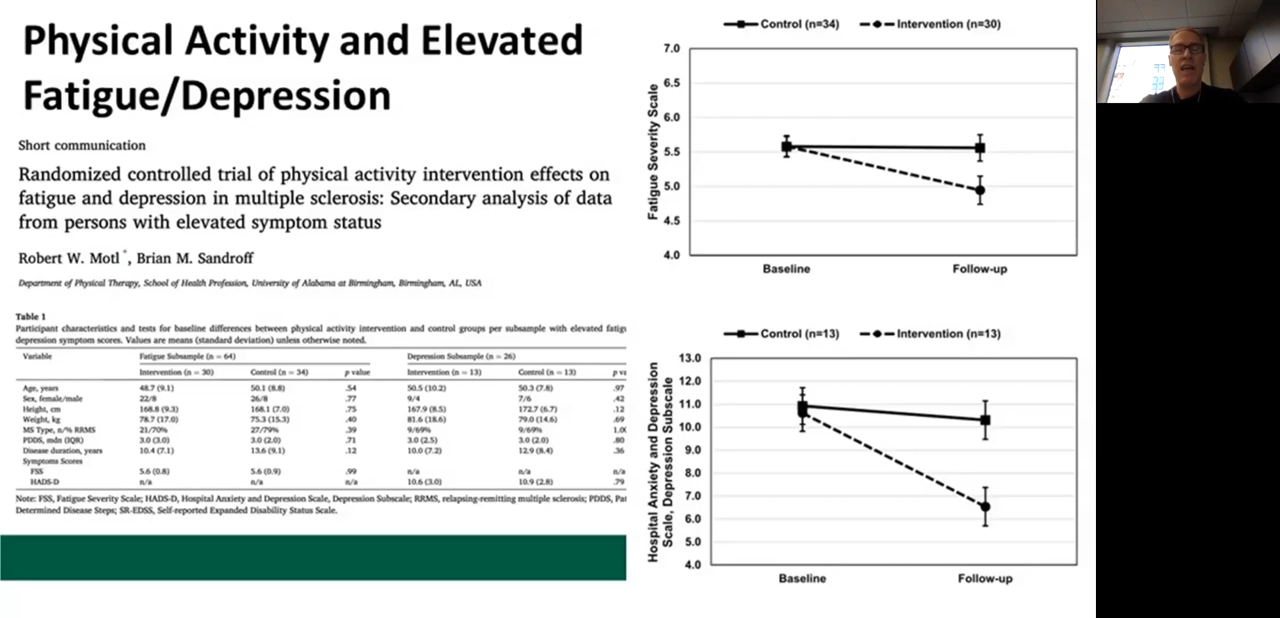 Physical Activity and Elevated
Fatigue/Depression
Short communication
Randomized controlled trial of physical activity intervention effects on
fatigue and depression in multiple sclerosis: Secondary analysis of data
from persons with elevated symptom status
Robert W. Motl *, Brian M. Sandroff
Department of Physical Therapy, School of Health Profession, University of Alabama at Birmingham, Birmingham, AL, USA
Table 1
Participant characteristics and tests for baseline differences between physical activity intervention and control groups per subsample with elevated fatigu
depression symptom scores. Values are means (standard deviation) unless otherwise noted.
Variable Fatigue Subsample (n = 64) Depression Subsample (n = 26)
Intervention (n = 30) Control (n = 34) p value Intervention (n = 13) Control (n = 13) p va
Age, years 48.7 (9.1) 50.1 (8.8) .54 50.5 (10.2) 50.3 (7.8) .97
Sex, female/male 22/8 26/8 .77 9/4 7/6 .42
Height, cm 168.8 (9.3) 168.1 (7.0) .75 167.9 (8.5) 172.7 (6.7) .12
Weight, kg 78.7 (17.0) 75.3 (15.3) .40 81.6 (18.6) 79.0 (14.6) .69
MS Type, n/% RRMS 21/70% 27/79% .39 9/69% 9/69% 1.00
PDDS, mdn (IQR) 3.0 (3.0) 3.0 (2.0) .71 3.0 (2.5) 3.0 (2.0) .80
Disease duration, years 10.4 (7.1) 13.6 (9.1) .12 10.0 (7.2) 12.9 (8.4) .36
Symptoms Scores
FSS 5.6 (0.8) 5.6 (0.9) .99 n/a n/a n/a
HADS-D n/a n/a n/a 10.6 (3.0) 10.9 (2.8) .79
Note: FSS, Fatigue Severity Scale; HADS-D, Hospital Anxiety and Depression Scale, Depression Subscale; RRMS, relapsing-remitting multiple sclerosis; PDDS, Pat
Determined Disease Steps; SR-EDSS, Self-reported Expanded Disability Status Scale.
Control (n=34) Intervention (n=30)
Fatigue Severity Scale
7.0
6.5
6.0
5.5
5.0
4.5
4.0
Baseline Follow-up
Control (n=13) Intervention (n=13)
Hospital Anxiety and Depression
Scale, Depression Subscale
13.0
12.0
11.0
10.0
9.0
8.0
7.0
6.0
5.0
4.0
Baseline Follow-up